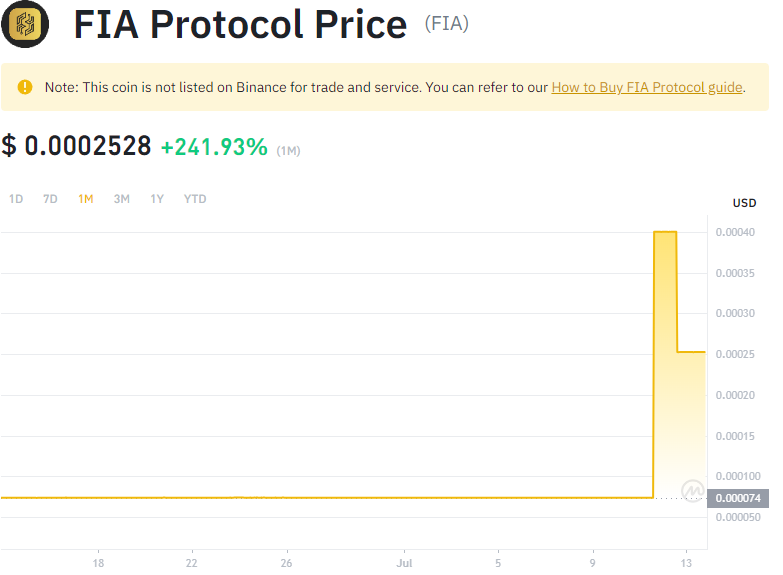 FIA Protocol Price (FIA)
Note: This coin is not listed on Binance for trade and service. You can refer to our How to Buy FIA Protocol guide.
$ 0.0002528 +241.93% (1M)
1D 7D 1M 3M 1Y YTD
USD
0.00040
0.00035
0.00030
0.00025
0.00020
0.00015
0.000100
0.000074
0.000050
18 22 26 Jul 5 9 13